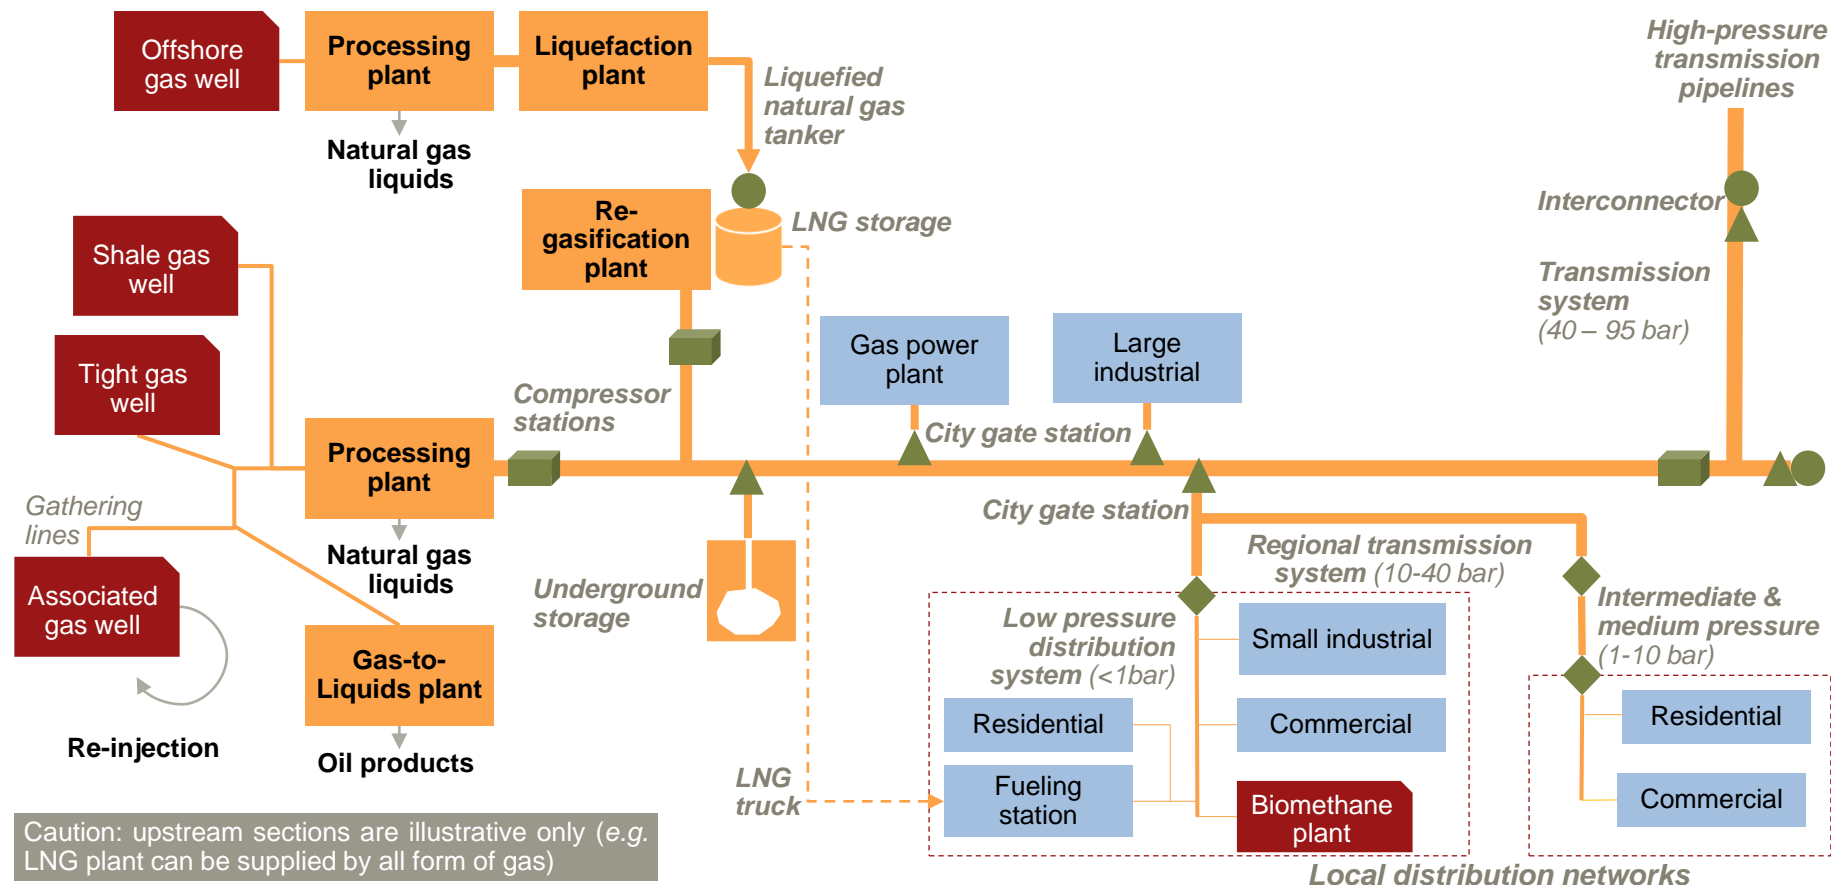 Offshore
gas well
Processing
plant
Liquefaction
plant
Liquefied
natural gas
tanker
High-pressure
transmission
pipelines
Natural gas
liquids
Re-
gasification
plant
LNG storage
Interconnector
Shale gas
well
Transmission
system
(40 – 95 bar)
Tight gas
well
Compressor
stations
Gas power
plant
Large
industrial
City gate station
Processing
plant
Gathering
lines
City gate station
Natural gas
liquids
Regional transmission
system (10-40 bar)
Underground
storage
Associated
gas well
Low pressure
distribution
system (<1bar)
Small industrial
Intermediate &
medium pressure
(1-10 bar)
Gas-to-
Liquids plant
Residential
Commercial
Residential
Re-injection
Oil products
LNG
truck
Fueling
station
Biomethane
plant
Commercial
Caution: upstream sections are illustrative only (e.g.
LNG plant can be supplied by all form of gas)
Local distribution networks